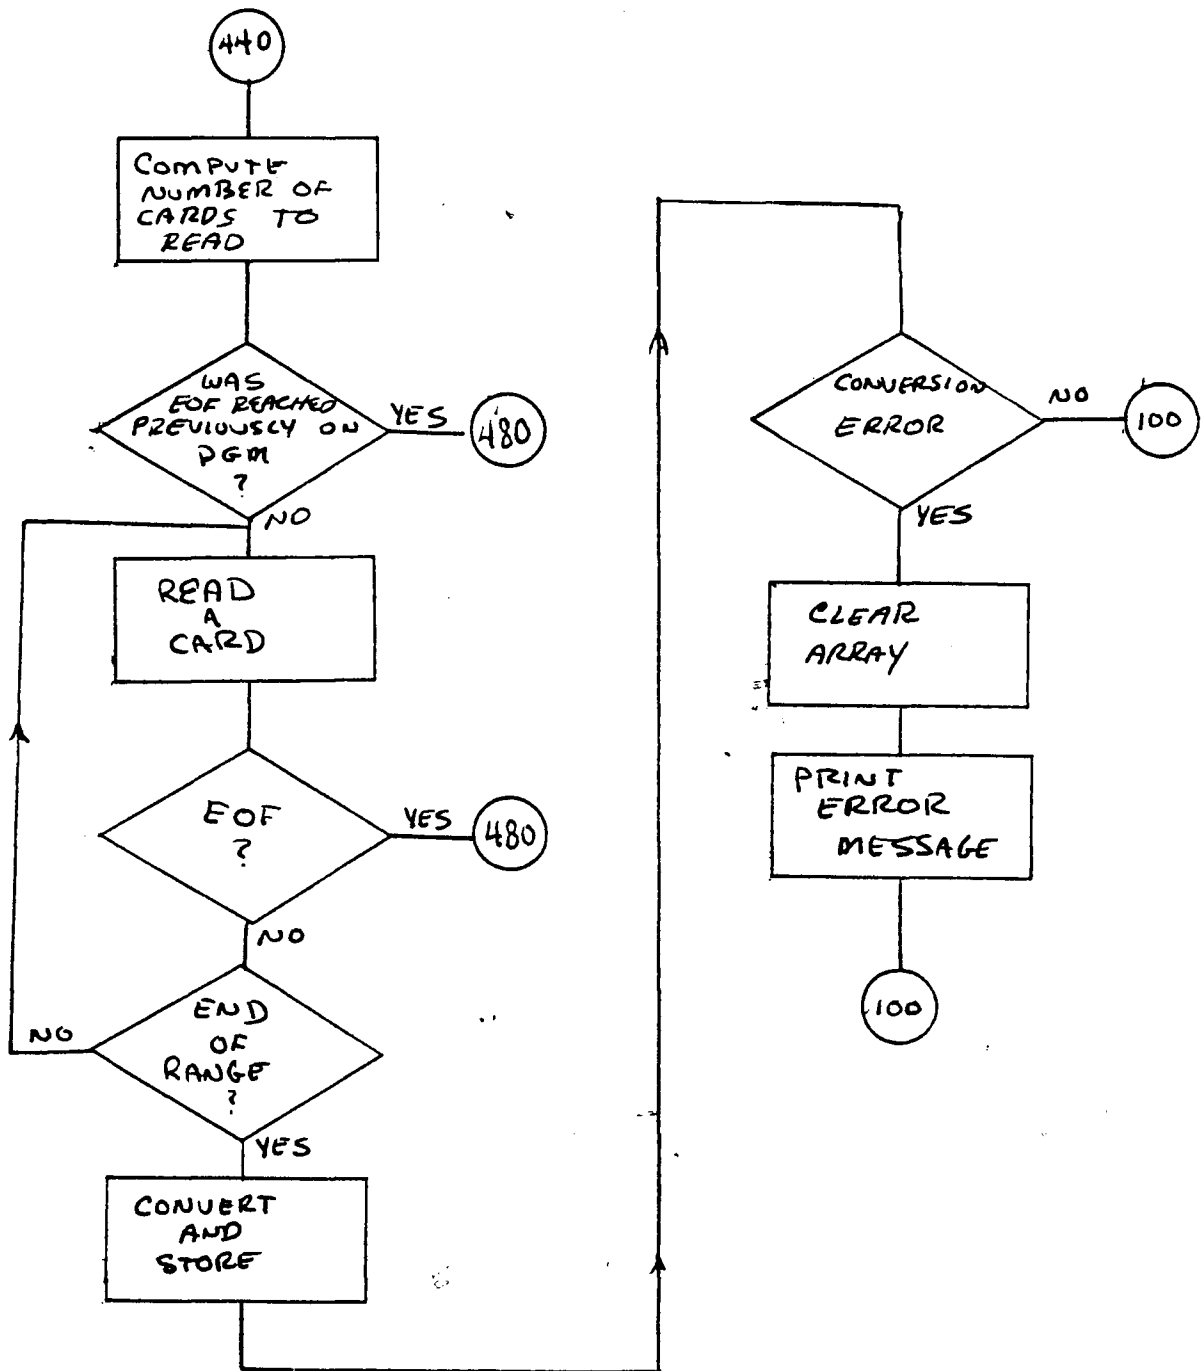 440
COMPUTE
NUMBER OF
CARDS TO
READ
WAS
EOF REACHED
PREVIOUSLY ON
PGM
?
YES
480
NO
READ
A
CARD
EOF
?
YES
480
NO
END
OF
RANGE
?
NO
YES
CONVERT
AND
STORE
CONVERSION
ERROR
NO
100
YES
CLEAR
ARRAY
PRINT
ERROR
MESSAGE
100